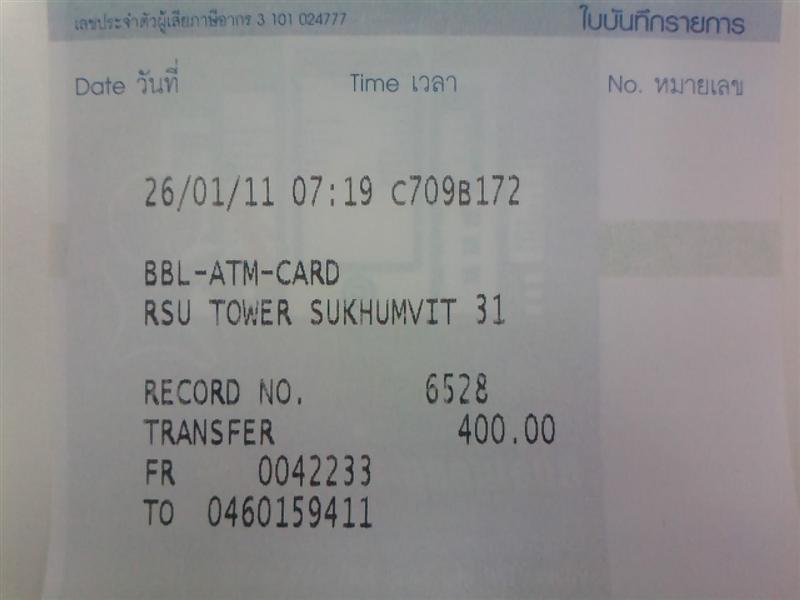 เลขประจำตัวผู้เสียภาษีอากร 3 101 024777 ใบบันทึกรายการ
Date วันที่ Time เวลา No. หมายเลข
26/01/11 07:19 C709B172
BBL-ATM-CARD
RSU TOWER SUKHUMVIT 31
RECORD NO. 6528
TRANSFER 400.00
FR 0042233
TO 0460159411